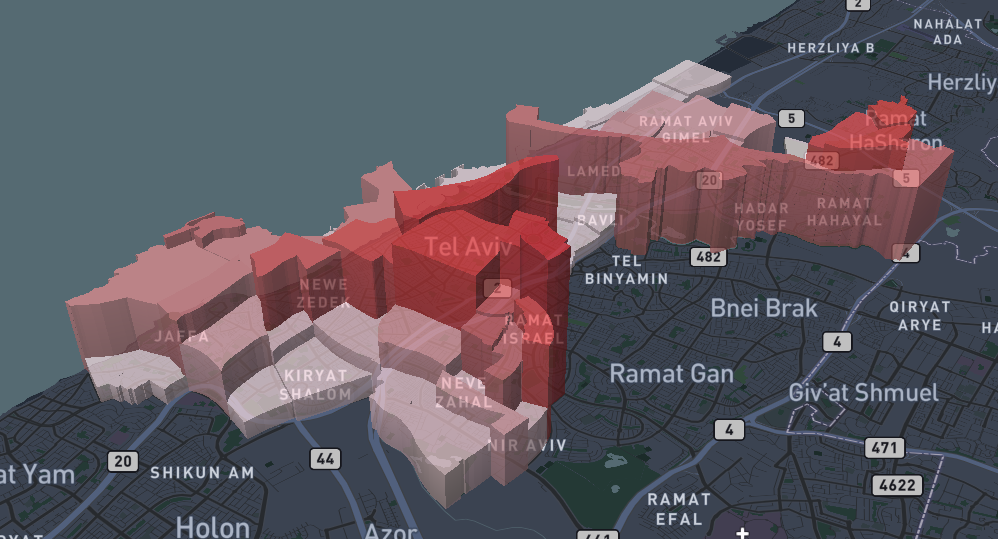 2
NAHALAT
ADA
HERZLIYA B
Herzliy
5
Ramat
HaSharon
RAMAT AVIV
GIMEL
482
5
LAMED
20
HADAR
YOSEF
RAMAT
HAHAYAL
BAVLI
Tel Aviv
4
482
TEL
BINYAMIN
2
NEWE
ZEDEK
Bnei Brak
QIRYAT
ARYE
HA
RAMAT
ISRAEL
JAFFA
4
KIRYAT
SHALOM
NEVE
ZAHAL
Ramat Gan
Giv'at Shmuel
4
NIR AVIV
471
20
44
SHIKUN AM
at Yam
4622
RAMAT
EFAL
Holon
Azor